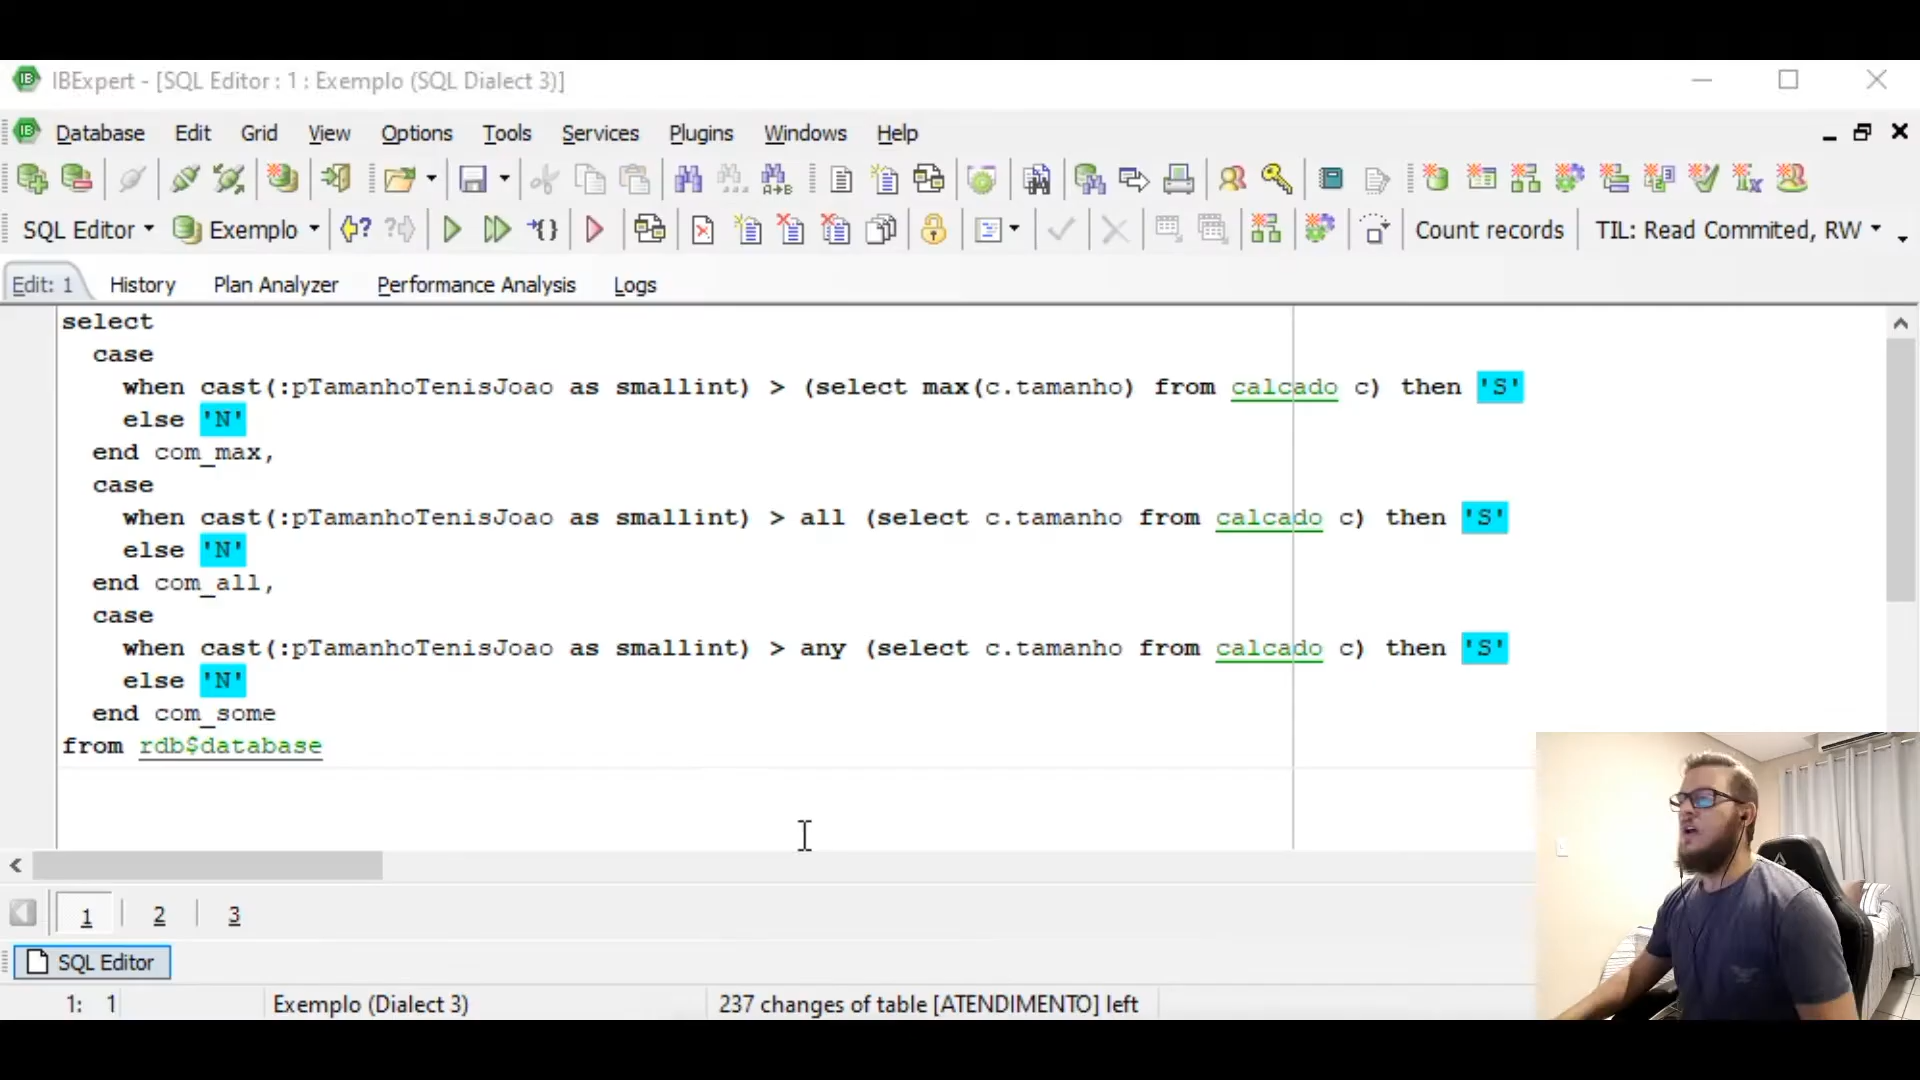 IBExpert - [SQL Editor : 1 : Exemplo (SQL Dialect 3)]
Database Edit Grid View Options Tools Services Plugins Windows Help
SQL Editor Exemplo Count records TIL: Read Commited, RW
Edit: 1 History Plan Analyzer Performance Analysis Logs
select
case
when cast(:pTamanhoTenisJoao as smallint) > (select max(c.tamanho) from calcado c) then 'S'
else 'N'
end com_max,
case
when cast(:pTamanhoTenisJoao as smallint) > all (select c.tamanho from calcado c) then 'S'
else 'N'
end com_all,
case
when cast(:pTamanhoTenisJoao as smallint) > any (select c.tamanho from calcado c) then 'S'
else 'N'
end com_some
from rdb$database
1 2 3
SQL Editor
1: 1 Exemplo (Dialect 3) 237 changes of table [ATENDIMENTO] left